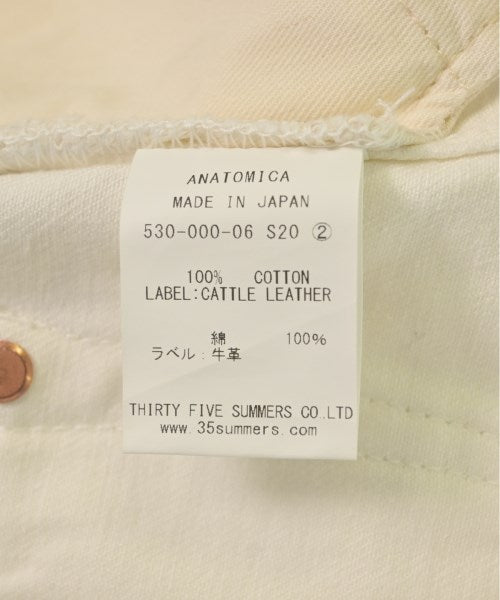 ANATOMICA
MADE IN JAPAN
530-000-06 S20 ②
100% COTTON
LABEL:CATTLE LEATHER
綿 100%
ラベル:牛革
THIRTY FIVE SUMMERS CO.LTD
www.35summers.com